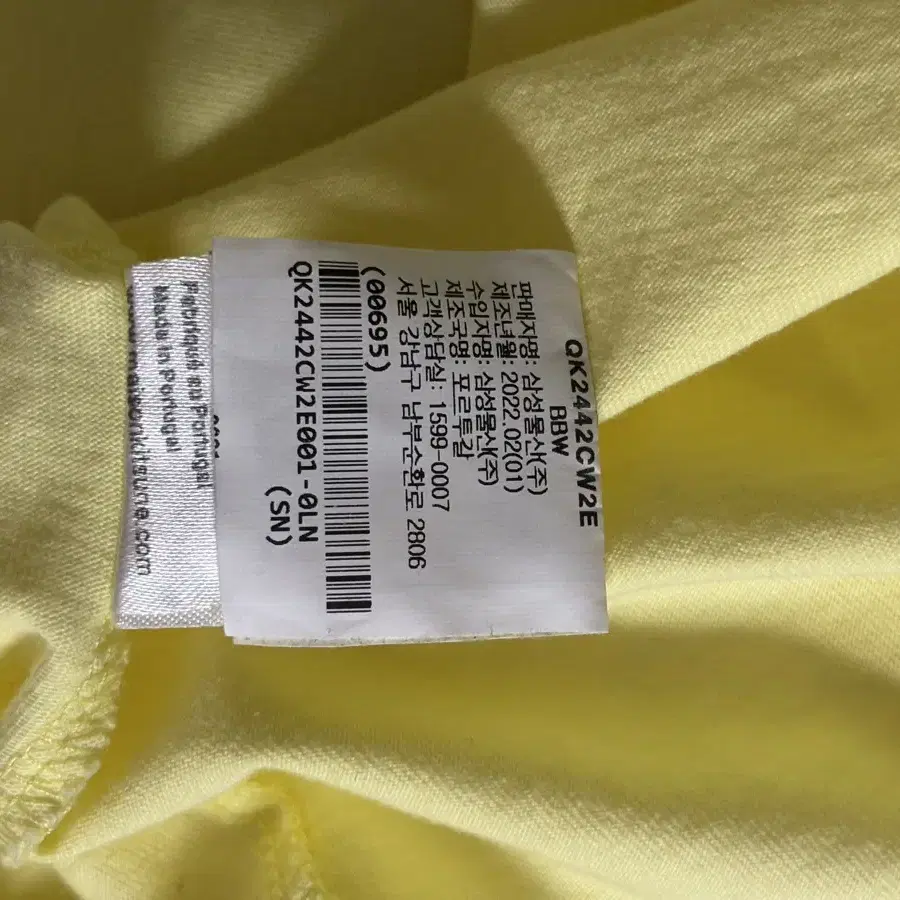 QK2442CW2E
BBW
판매자명: 삼성물산(주)
제조년월: 2022.02(01)
수입자명: 삼성물산(주)
제조국명: 포르투갈
고객상담실: 1599-0007
서울 강남구 남부순환로 2806
(00695)
QK2442CW2E001-0LN
(SN)
Fabriqué au Portugal
Made in Portugal